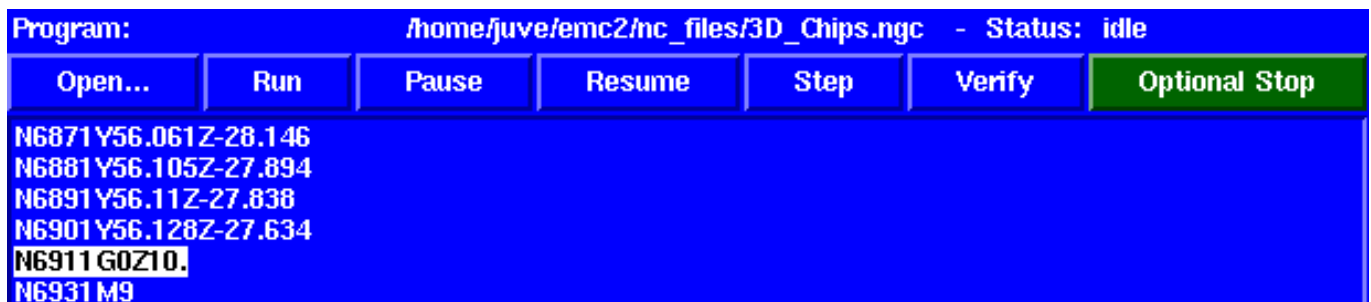 Program: /home/juve/emc2/nc_files/3D_Chips.ngc - Status: idle
Open... Run Pause Resume Step Verify Optional Stop
N6871Y56.061Z-28.146
N6881Y56.105Z-27.894
N6891Y56.11Z-27.838
N6901Y56.128Z-27.634
N6911G0Z10.
N6931M9